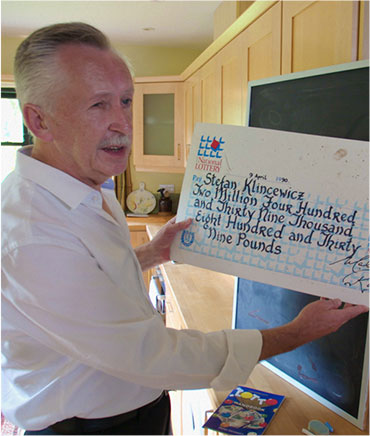 National
LOTTERY
9 April 1990
Pay Stefan Klincewicz
Two Million Four Hundred
and Thirty Nine Thousand
Eight Hundred and Thirty
Nine Pounds